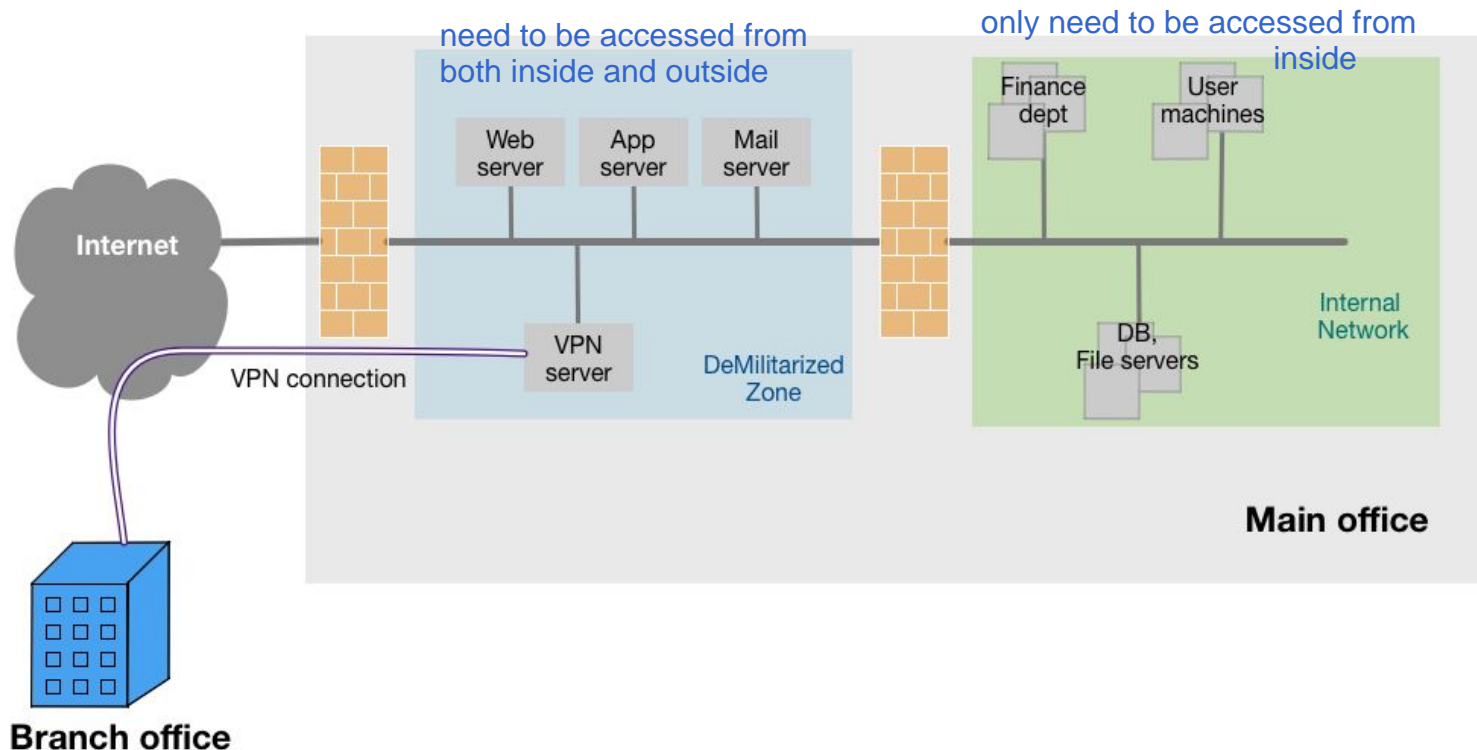 need to be accessed from
both inside and outside
only need to be accessed from
inside
Finance
dept
User
machines
Web
server
App
server
Mail
server
Internet
VPN
server
DeMilitarized
Zone
DB,
File servers
Internal
Network
VPN connection
Main office
Branch office